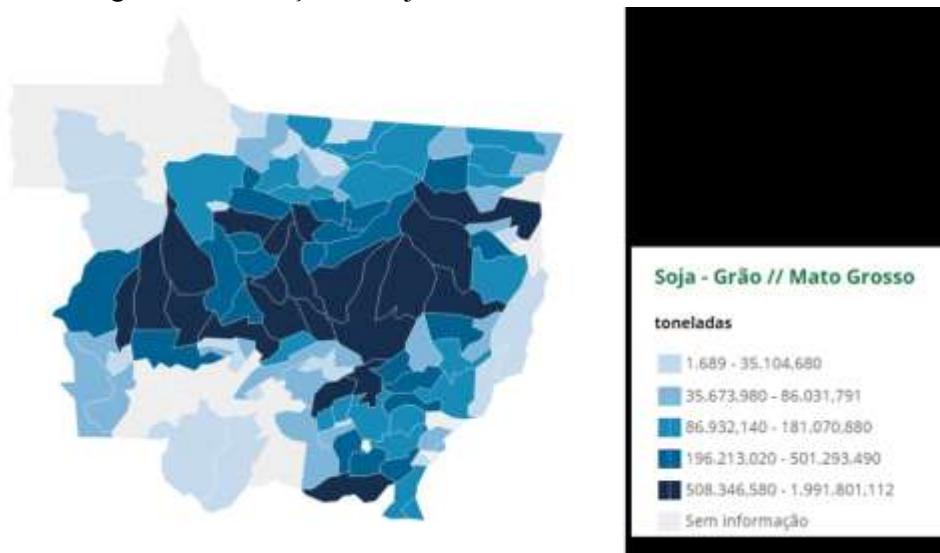 Soja - Grão // Mato Grosso
toneladas
1.689 - 35.104,680
35.673,980 - 86.031,791
86.932,140 - 181.070,880
196.213,020 - 501.293,490
508.346,580 - 1.991.801,112
Sem informação